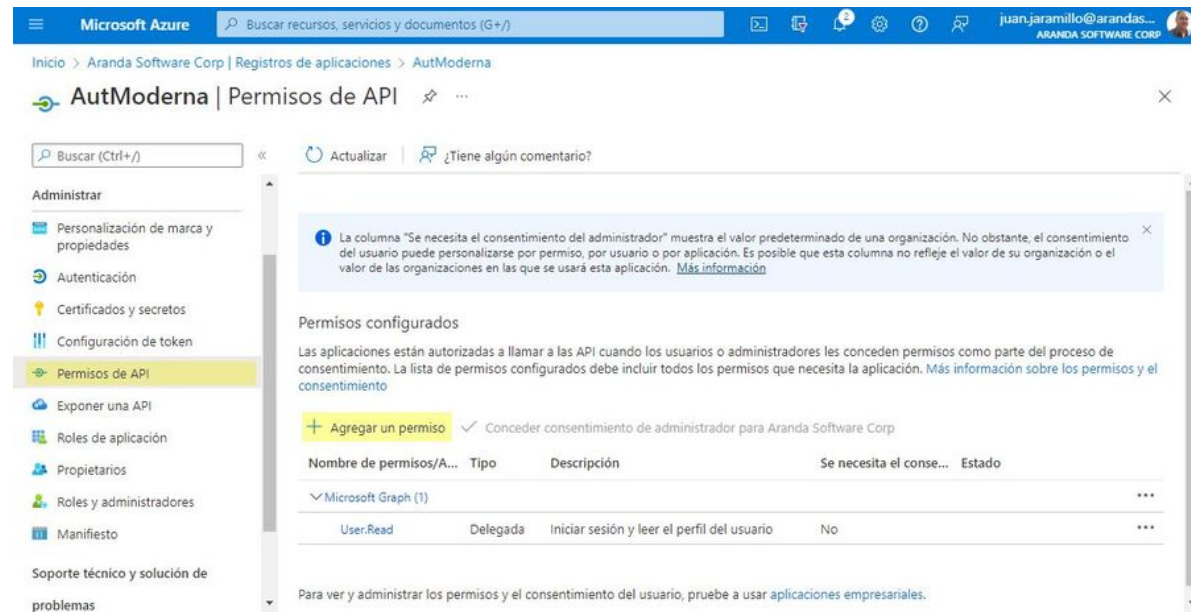 Microsoft Azure
Buscar recursos, servicios y documentos (G+/)
2
juan.jaramillo@arandas...
ARANDA SOFTWARE CORP
Inicio > Aranda Software Corp | Registros de aplicaciones > AutModerna
AutModerna | Permisos de API
Buscar (Ctrl+/)
Actualizar
¿Tiene algún comentario?
Administrar
Personalización de marca y
propiedades
Autenticación
Certificados y secretos
Configuración de token
Permisos de API
Exponer una API
Roles de aplicación
Propietarios
Roles y administradores
Manifiesto
Soporte técnico y solución de
problemas
La columna "Se necesita el consentimiento del administrador" muestra el valor predeterminado de una organización. No obstante, el consentimiento
del usuario puede personalizarse por permiso, por usuario o por aplicación. Es posible que esta columna no refleje el valor de su organización o el
valor de las organizaciones en las que se usará esta aplicación. Más información
Permisos configurados
Las aplicaciones están autorizadas a llamar a las API cuando los usuarios o administradores les conceden permisos como parte del proceso de
consentimiento. La lista de permisos configurados debe incluir todos los permisos que necesita la aplicación. Más información sobre los permisos y el
consentimiento
Agregar un permiso
Conceder consentimiento de administrador para Aranda Software Corp
Nombre de permisos/A... Tipo Descripción Se necesita el conse... Estado
Microsoft Graph (1)
User.Read Delegada Iniciar sesión y leer el perfil del usuario No
Para ver y administrar los permisos y el consentimiento del usuario, pruebe a usar aplicaciones empresariales.